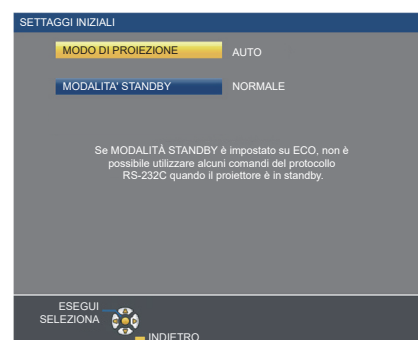 SETTAGGI INIZIALI
MODO DI PROIEZIONE AUTO
MODALITA' STANDBY NORMALE
Se MODALITÀ STANDBY è impostato su ECO, non è
possibile utilizzare alcuni comandi del protocollo
RS-232C quando il proiettore è in standby.
ESEGUI
SELEZIONA
INDIETRO